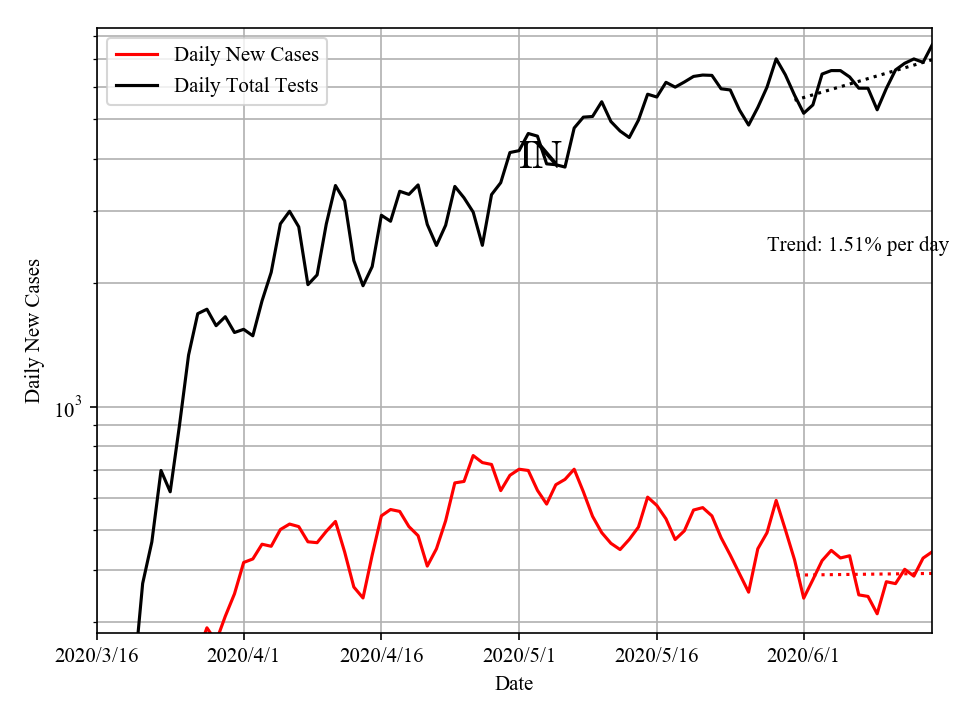 Daily New Cases
Daily Total Tests
IN
Trend: 1.51% per day
Daily New Cases
10³
2020/3/16
2020/4/1
2020/4/16
2020/5/1
2020/5/16
2020/6/1
Date